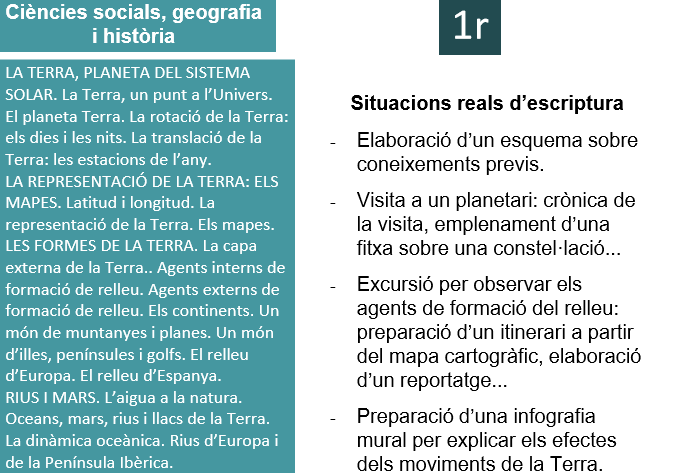 Ciències socials, geografia
i història
1r
LA TERRA, PLANETA DEL SISTEMA
SOLAR. La Terra, un punt a l’Univers.
El planeta Terra. La rotació de la Terra:
els dies i les nits. La translació de la
Terra: les estacions de l’any.
LA REPRESENTACIÓ DE LA TERRA: ELS
MAPES. Latitud i longitud. La
representació de la Terra. Els mapes.
LES FORMES DE LA TERRA. La capa
externa de la Terra.. Agents interns de
formació de relleu. Agents externs de
formació de relleu. Els continents. Un
món de muntanyes i planes. Un món
d’illes, penínsules i golfs. El relleu
d’Europa. El relleu d’Espanya.
RIUS I MARS. L’aigua a la natura.
Oceans, mars, rius i llacs de la Terra.
La dinàmica oceànica. Rius d’Europa i
de la Península Ibèrica.
Situacions reals d’escriptura
- Elaboració d’un esquema sobre
coneixements previs.
- Visita a un planetari: crònica de
la visita, emplenament d’una
fitxa sobre una constel·lació...
- Excursió per observar els
agents de formació del relleu:
preparació d’un itinerari a partir
del mapa cartogràfic, elaboració
d’un reportatge...
- Preparació d’una infografia
mural per explicar els efectes
dels moviments de la Terra.